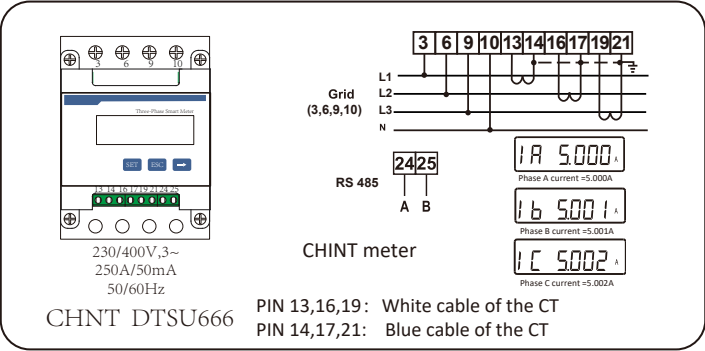 3 6 9 10
Three-Phase Smart Meter
SET ESC →
13 14 16 17 19 21 24 25
230/400V,3~
250A/50mA
50/60Hz
CHNT DTSU666
3 6 9 10 13 14 16 17 19 21
L1
L2
L3
N
Grid
(3,6,9,10)
24 25
RS 485
A B
CHINT meter
IA 5.000 A
Phase A current =5.000A
Ib 5.001 A
Phase B current =5.001A
IC 5.002 A
Phase C current =5.002A
PIN 13,16,19: White cable of the CT
PIN 14,17,21: Blue cable of the CT